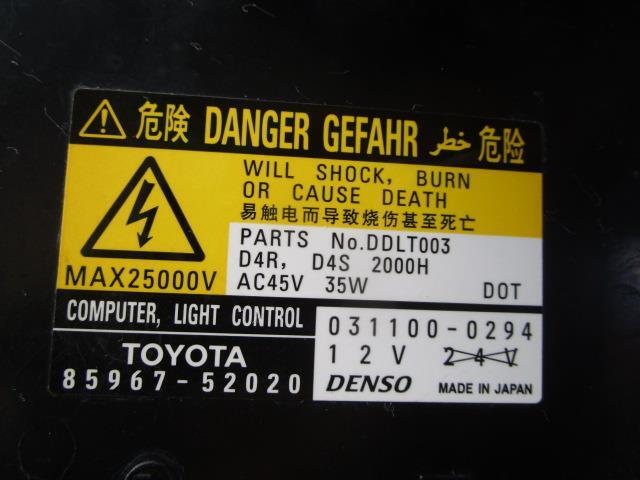 危険 DANGER GEFAHR خطر 危险
WILL SHOCK, BURN
OR CAUSE DEATH
易触电而导致烧伤甚至死亡
MAX25000V
PARTS No.DDLT003
D4R, D4S 2000H
AC45V 35W DOT
COMPUTER, LIGHT CONTROL
TOYOTA
85967-52020
031100-0294
12V 24V
DENSO MADE IN JAPAN